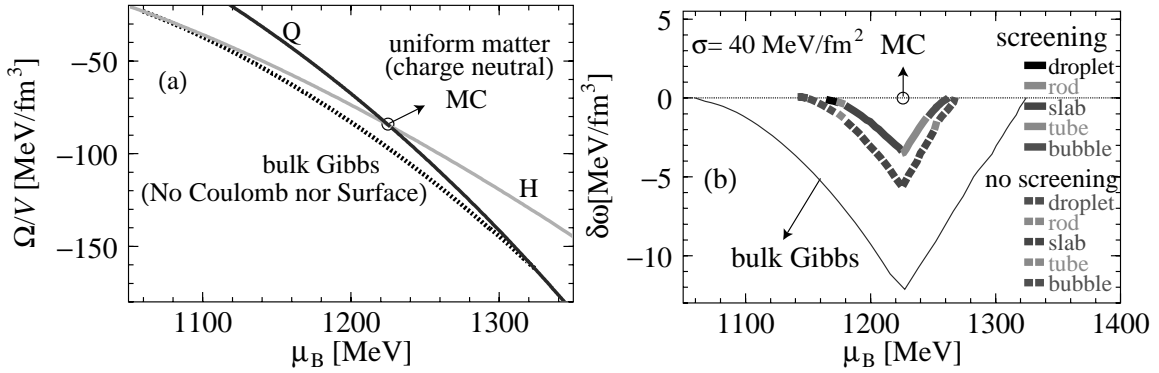 Q
uniform matter
(charge neutral)
(a)
MC
bulk Gibbs
(No Coulomb nor Surface)
H
−50
−100
−150
Ω/V [MeV/fm³]
1100
1200
1300
μB [MeV]
σ= 40 MeV/fm²
MC
screening
droplet
rod
slab
tube
bubble
no screening
droplet
rod
slab
tube
bubble
(b)
bulk Gibbs
5
0
−5
−10
δω[MeV/fm³]
1100
1200
1300
1400
μB [MeV]